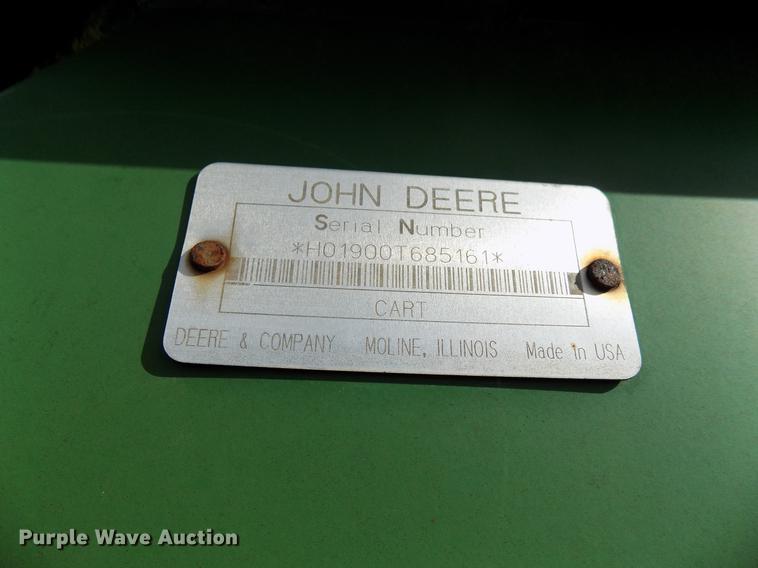 JOHN DEERE
Serial Number
*H01900T685161*
CART
DEERE & COMPANY MOLINE, ILLINOIS Made in USA
Purple Wave Auction